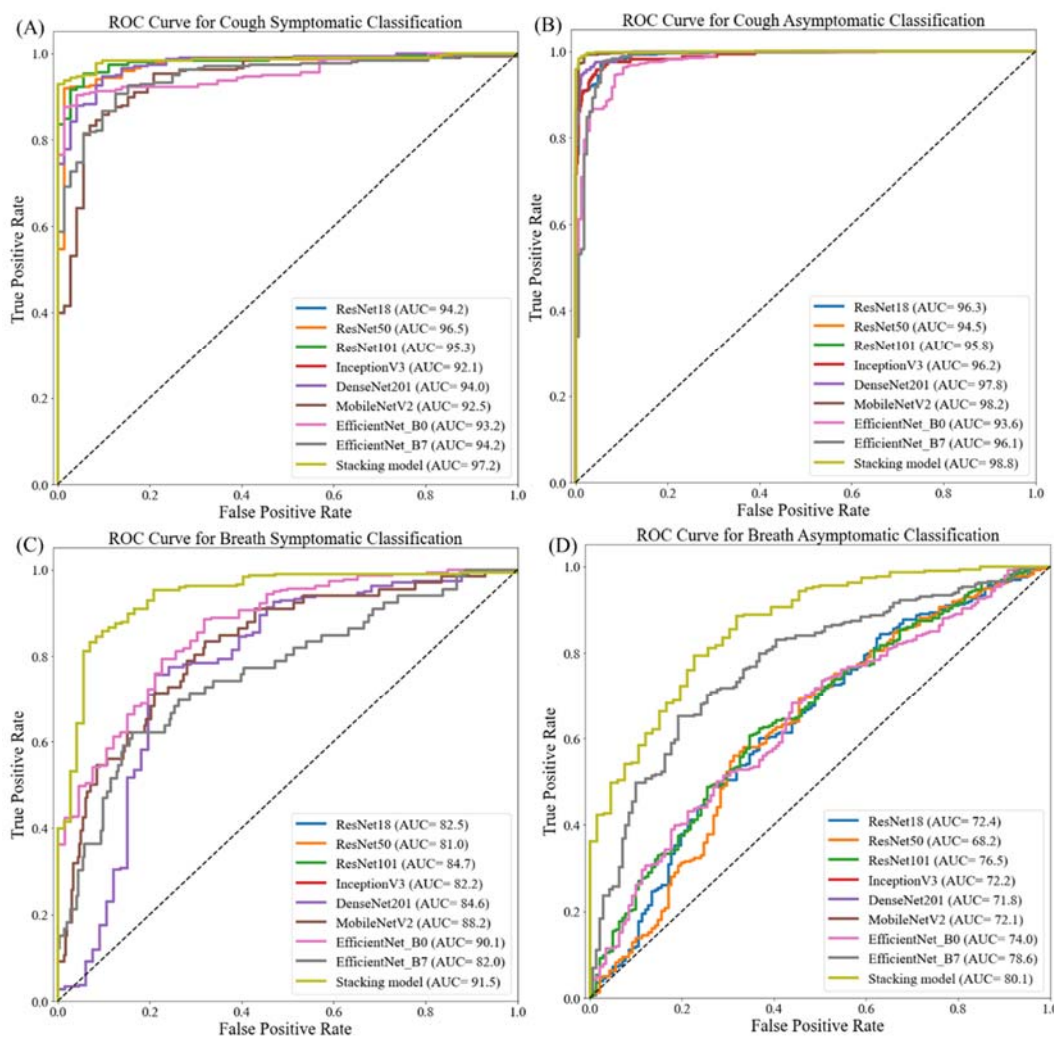 (A)
ROC Curve for Cough Symptomatic Classification
1.0
0.8
0.6
0.4
0.2
0.0
True Positive Rate
ResNet18 (AUC= 94.2)
ResNet50 (AUC= 96.5)
ResNet101 (AUC= 95.3)
InceptionV3 (AUC= 92.1)
DenseNet201 (AUC= 94.0)
MobileNetV2 (AUC= 92.5)
EfficientNet_B0 (AUC= 93.2)
EfficientNet_B7 (AUC= 94.2)
Stacking model (AUC= 97.2)
0.0 0.2 0.4 0.6 0.8 1.0
False Positive Rate
(B)
ROC Curve for Cough Asymptomatic Classification
1.0
0.8
0.6
0.4
0.2
0.0
True Positive Rate
ResNet18 (AUC= 96.3)
ResNet50 (AUC= 94.5)
ResNet101 (AUC= 95.8)
InceptionV3 (AUC= 96.2)
DenseNet201 (AUC= 97.8)
MobileNetV2 (AUC= 98.2)
EfficientNet_B0 (AUC= 93.6)
EfficientNet_B7 (AUC= 96.1)
Stacking model (AUC= 98.8)
0.0 0.2 0.4 0.6 0.8 1.0
False Positive Rate
(C)
ROC Curve for Breath Symptomatic Classification
1.0
0.8
0.6
0.4
0.2
0.0
True Positive Rate
ResNet18 (AUC= 82.5)
ResNet50 (AUC= 81.0)
ResNet101 (AUC= 84.7)
InceptionV3 (AUC= 82.2)
DenseNet201 (AUC= 84.6)
MobileNetV2 (AUC= 88.2)
EfficientNet_B0 (AUC= 90.1)
EfficientNet_B7 (AUC= 82.0)
Stacking model (AUC= 91.5)
0.0 0.2 0.4 0.6 0.8 1.0
False Positive Rate
(D)
ROC Curve for Breath Asymptomatic Classification
1.0
0.8
0.6
0.4
0.2
0.0
True Positive Rate
ResNet18 (AUC= 72.4)
ResNet50 (AUC= 68.2)
ResNet101 (AUC= 76.5)
InceptionV3 (AUC= 72.2)
DenseNet201 (AUC= 71.8)
MobileNetV2 (AUC= 72.1)
EfficientNet_B0 (AUC= 74.0)
EfficientNet_B7 (AUC= 78.6)
Stacking model (AUC= 80.1)
0.0 0.2 0.4 0.6 0.8 1.0
False Positive Rate